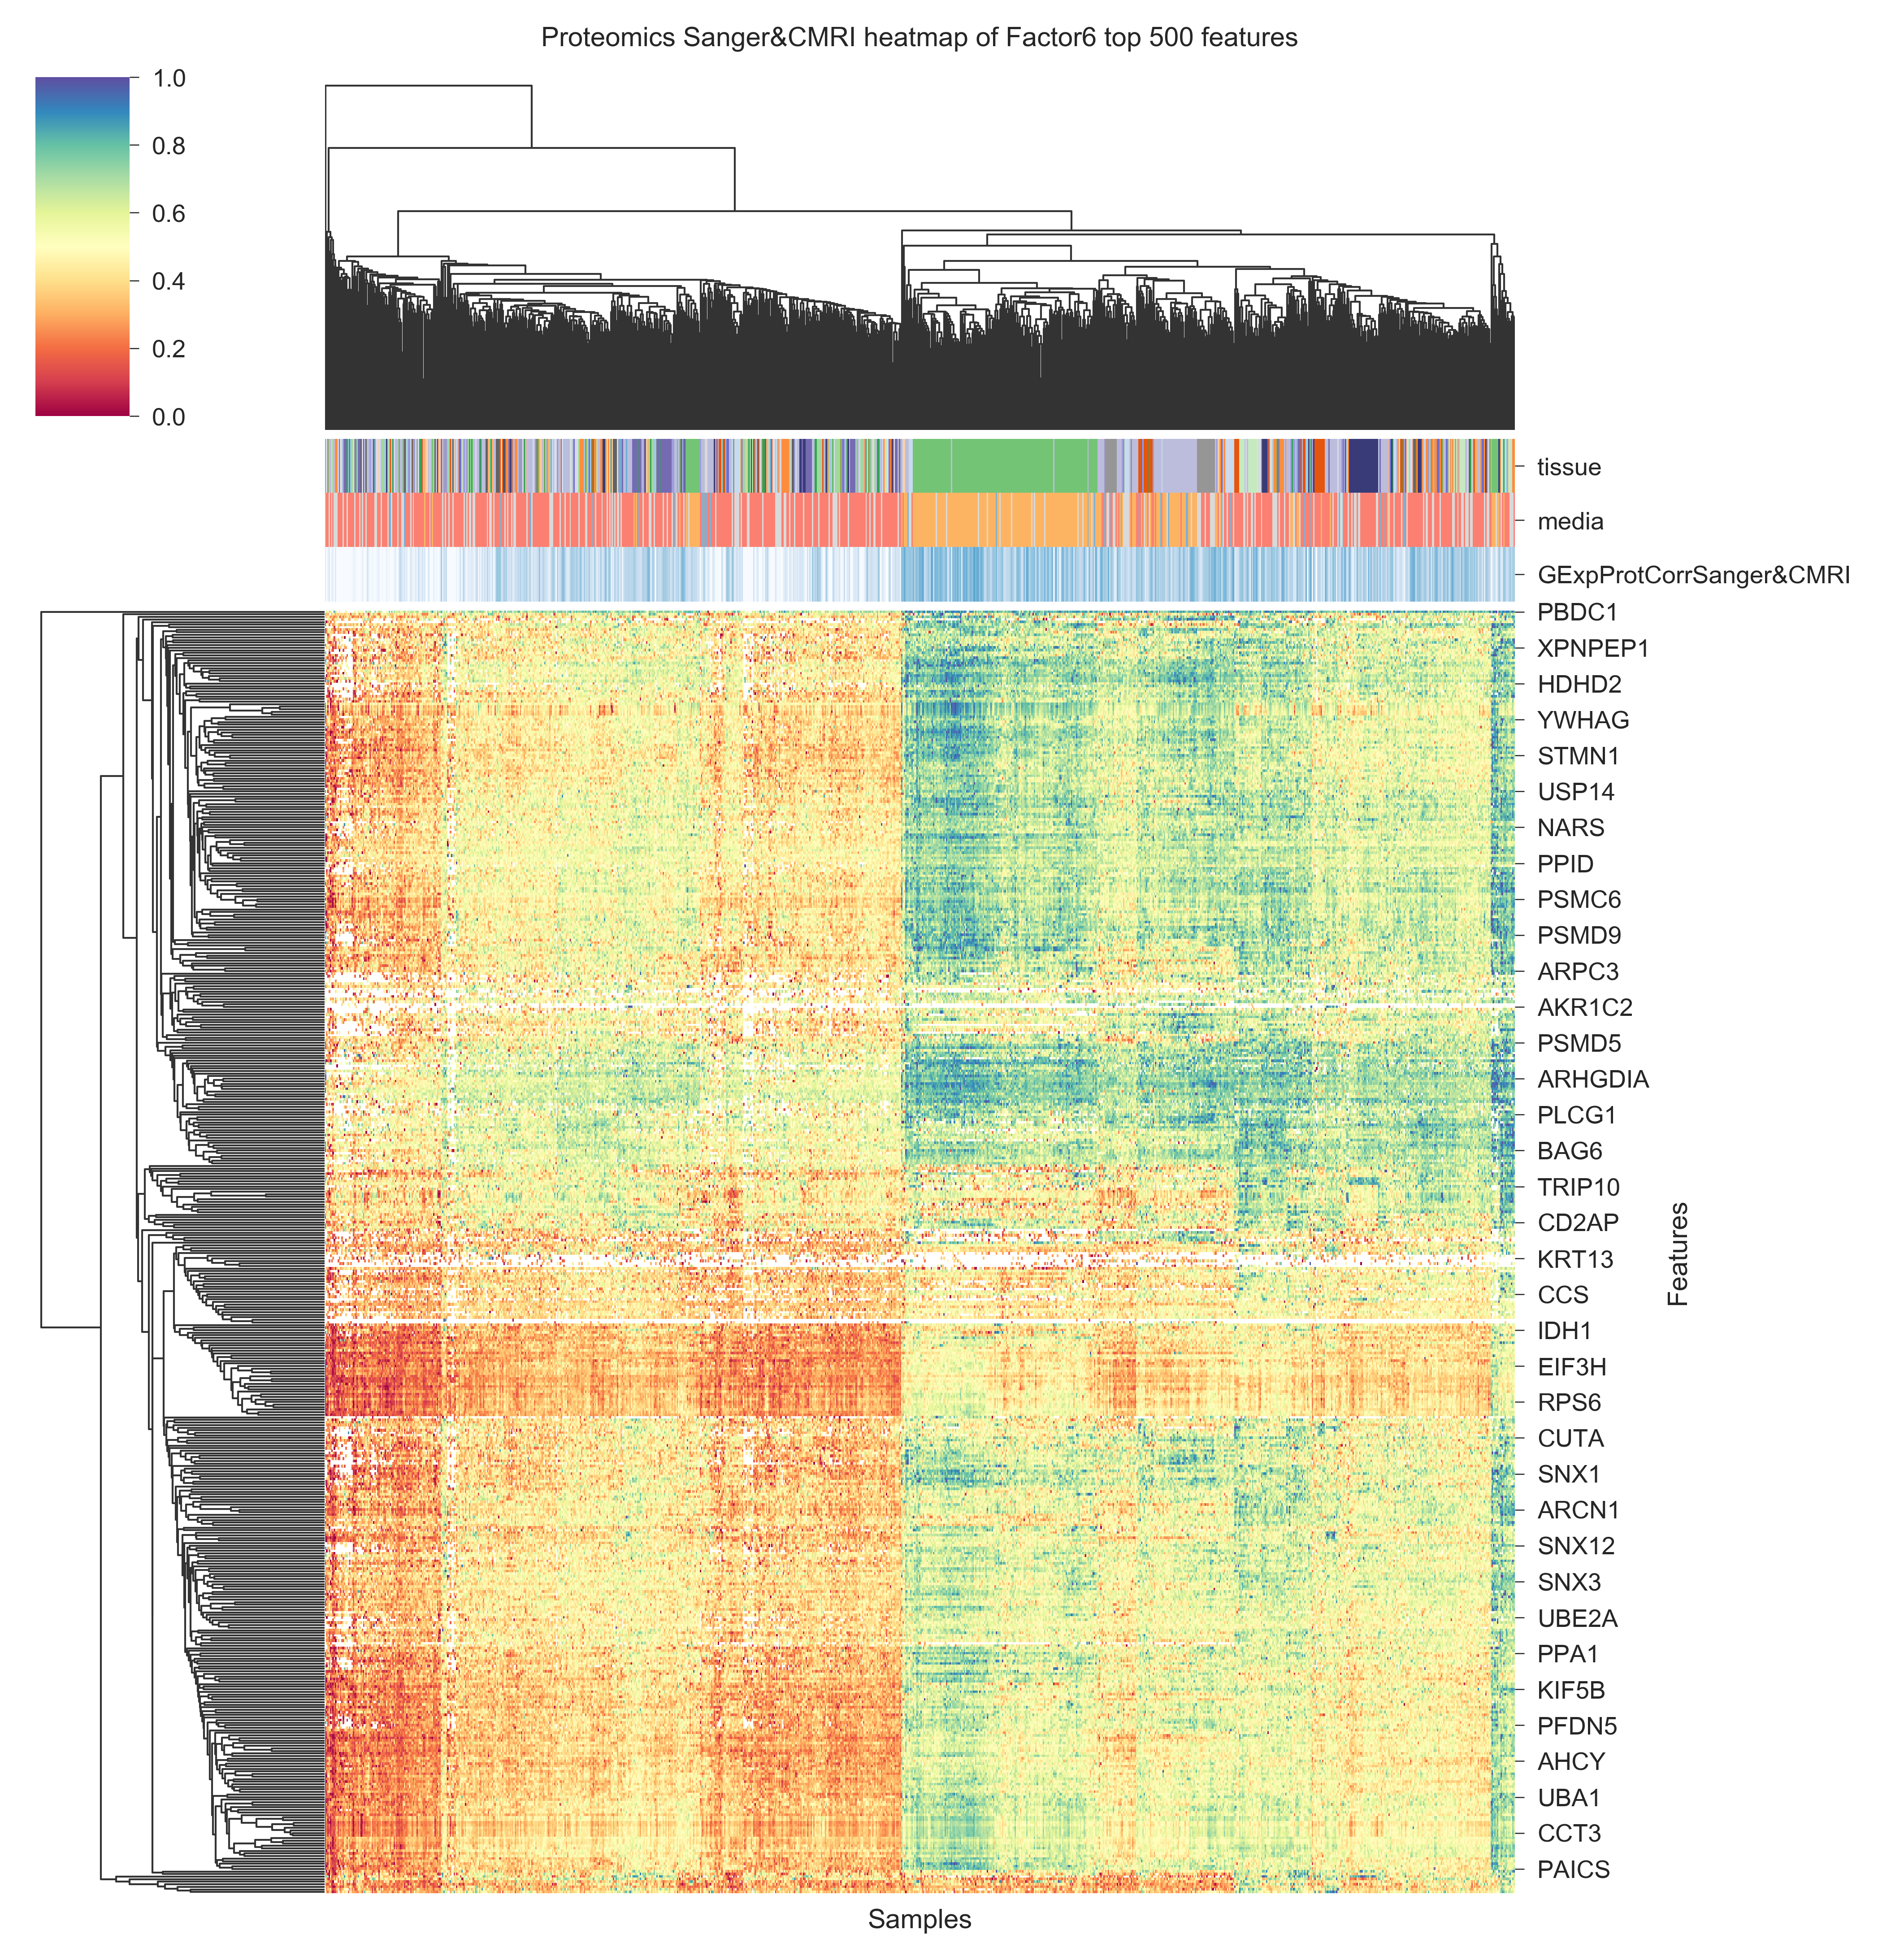 Proteomics Sanger&CMRI heatmap of Factor6 top 500 features
1.0
0.8
0.6
0.4
0.2
0.0
tissue
media
GExpProtCorrSanger&CMRI
PBDC1
XPNPEP1
HDHD2
YWHAG
STMN1
USP14
NARS
PPID
PSMC6
PSMD9
ARPC3
AKR1C2
PSMD5
ARHGDIA
PLCG1
BAG6
TRIP10
CD2AP
KRT13
CCS
IDH1
EIF3H
RPS6
CUTA
SNX1
ARCN1
SNX12
SNX3
UBE2A
PPA1
KIF5B
PFDN5
AHCY
UBA1
CCT3
PAICS
Features
Samples